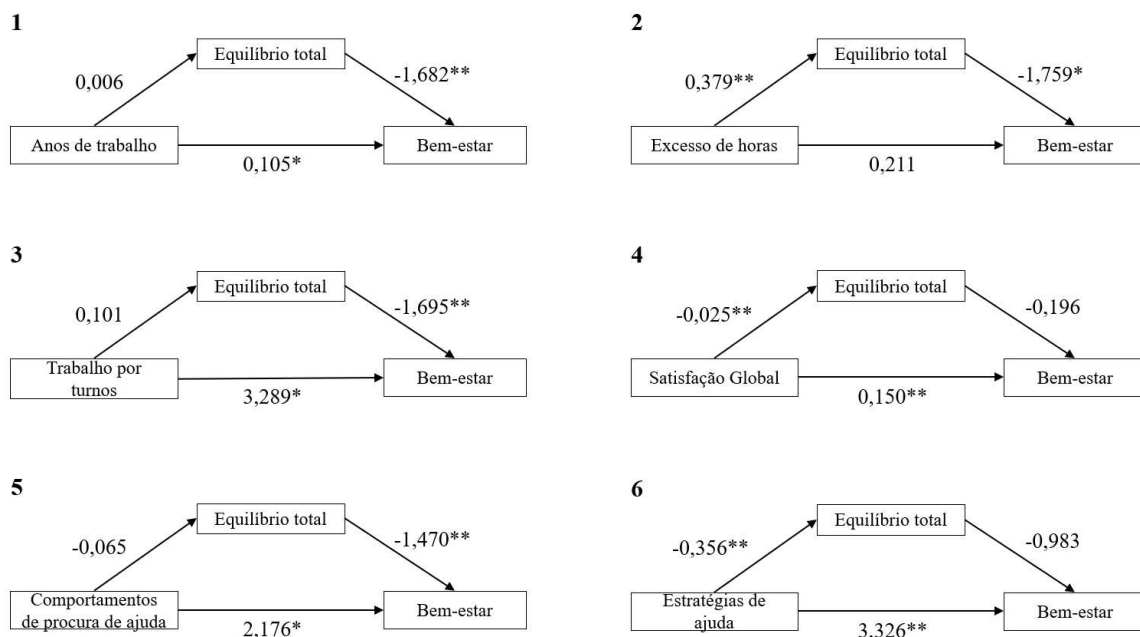 1
Equilíbrio total
0,006
-1,682**
Anos de trabalho
Bem-estar
0,105*
2
Equilíbrio total
0,379**
-1,759*
Excesso de horas
Bem-estar
0,211
3
Equilíbrio total
0,101
-1,695**
Trabalho por
turnos
Bem-estar
3,289*
4
Equilíbrio total
-0,025**
-0,196
Satisfação Global
Bem-estar
0,150**
5
Equilíbrio total
-0,065
-1,470**
Comportamentos
de procura de ajuda
Bem-estar
2,176*
6
Equilíbrio total
-0,356**
-0,983
Estratégias de
ajuda
Bem-estar
3,326**